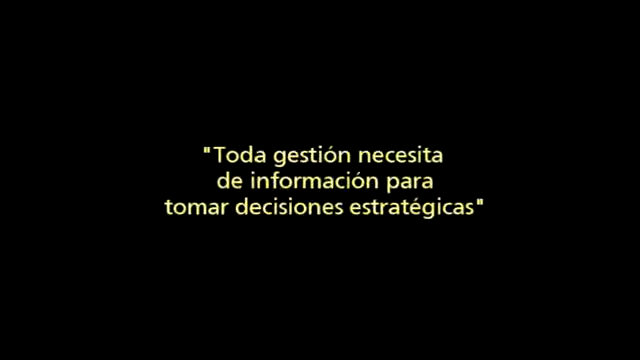 "Toda gestión necesita
de información para
tomar decisiones estratégicas"